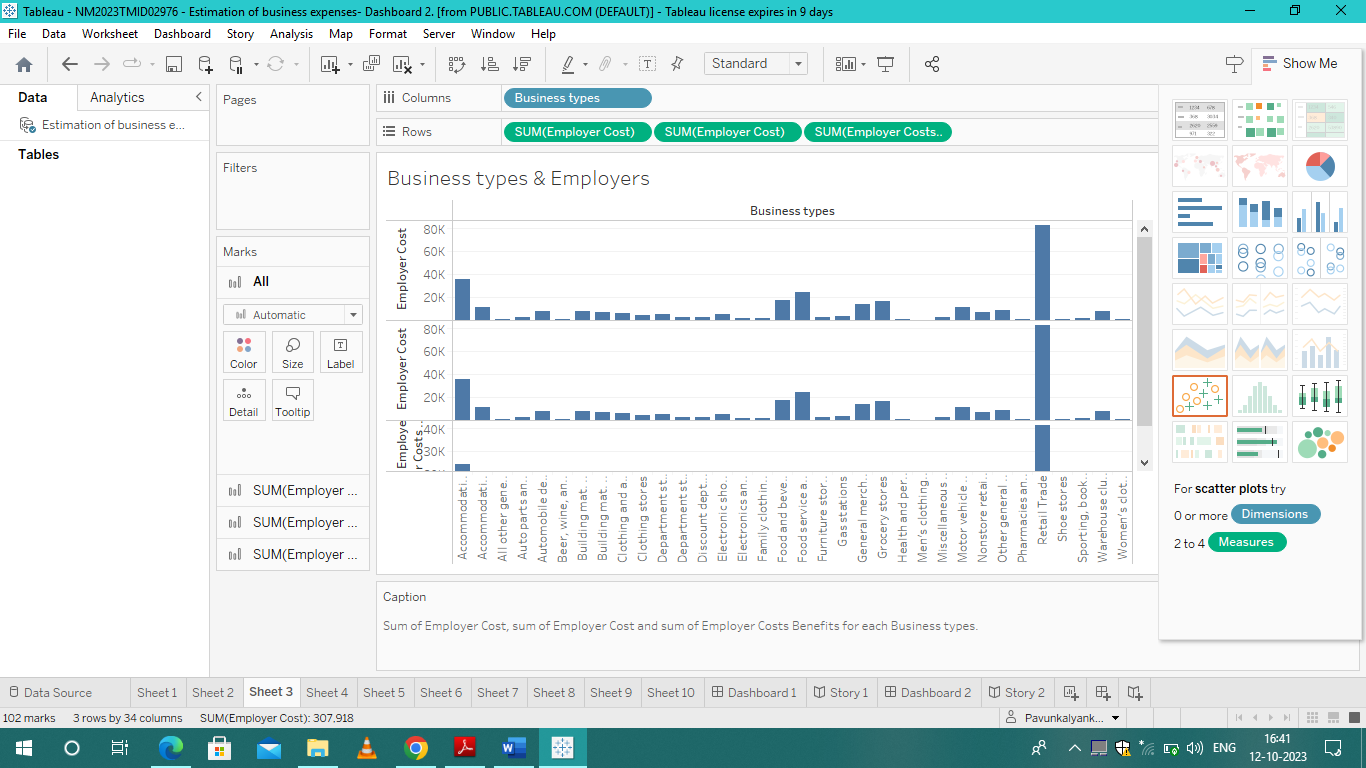 Tableau - NM2023TMID02976 - Estimation of business expenses- Dashboard 2. [from PUBLIC.TABLEAU.COM (DEFAULT)] - Tableau license expires in 9 days
File Data Worksheet Dashboard Story Analysis Map Format Server Window Help
Standard
Show Me
Data Analytics
Pages
Columns
Business types
Estimation of business e...
Rows
SUM(Employer Cost) SUM(Employer Cost) SUM(Employer Costs..
Tables
Filters
Business types & Employers
Business types
Marks
All
Automatic
Color Size Label
Detail Tooltip
SUM(Employer ...
SUM(Employer ...
SUM(Employer ...
Employer Cost
80K
60K
40K
20K
Employer Cost
80K
60K
40K
20K
Employe
r Costs ..
40K
30K
Accommodati..
Accommodati..
All other gene..
Auto parts an..
Automobile de..
Beer, wine, an..
Building mat..
Building mat..
Clothing and a..
Clothing stores
Department st..
Department st..
Discount dept..
Electronic sho..
Electronics an..
Family clothin..
Food and beve..
Food service a..
Furniture stor..
Gas stations
General merch..
Grocery stores
Health and per..
Men's clothing..
Miscellaneous ..
Motor vehicle ..
Nonstore retai..
Other general ..
Pharmacies an..
Retail Trade
Shoe stores
Sporting, book..
Warehouse clu..
Women's clot..
For scatter plots try
0 or more Dimensions
2 to 4 Measures
Caption
Sum of Employer Cost, sum of Employer Cost and sum of Employer Costs Benefits for each Business types.
Data Source Sheet 1 Sheet 2 Sheet 3 Sheet 4 Sheet 5 Sheet 6 Sheet 7 Sheet 8 Sheet 9 Sheet 10 Dashboard 1 Story 1 Dashboard 2 Story 2
102 marks 3 rows by 34 columns SUM(Employer Cost): 307,918
Pavunkalyank...
ENG
16:41
12-10-2023